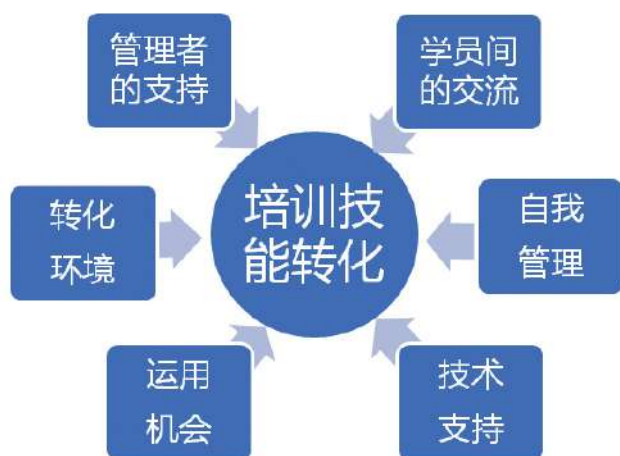 管理者
的支持
学员间
的交流
培训技
能转化
转化
环境
自我
管理
运用
机会
技术
支持